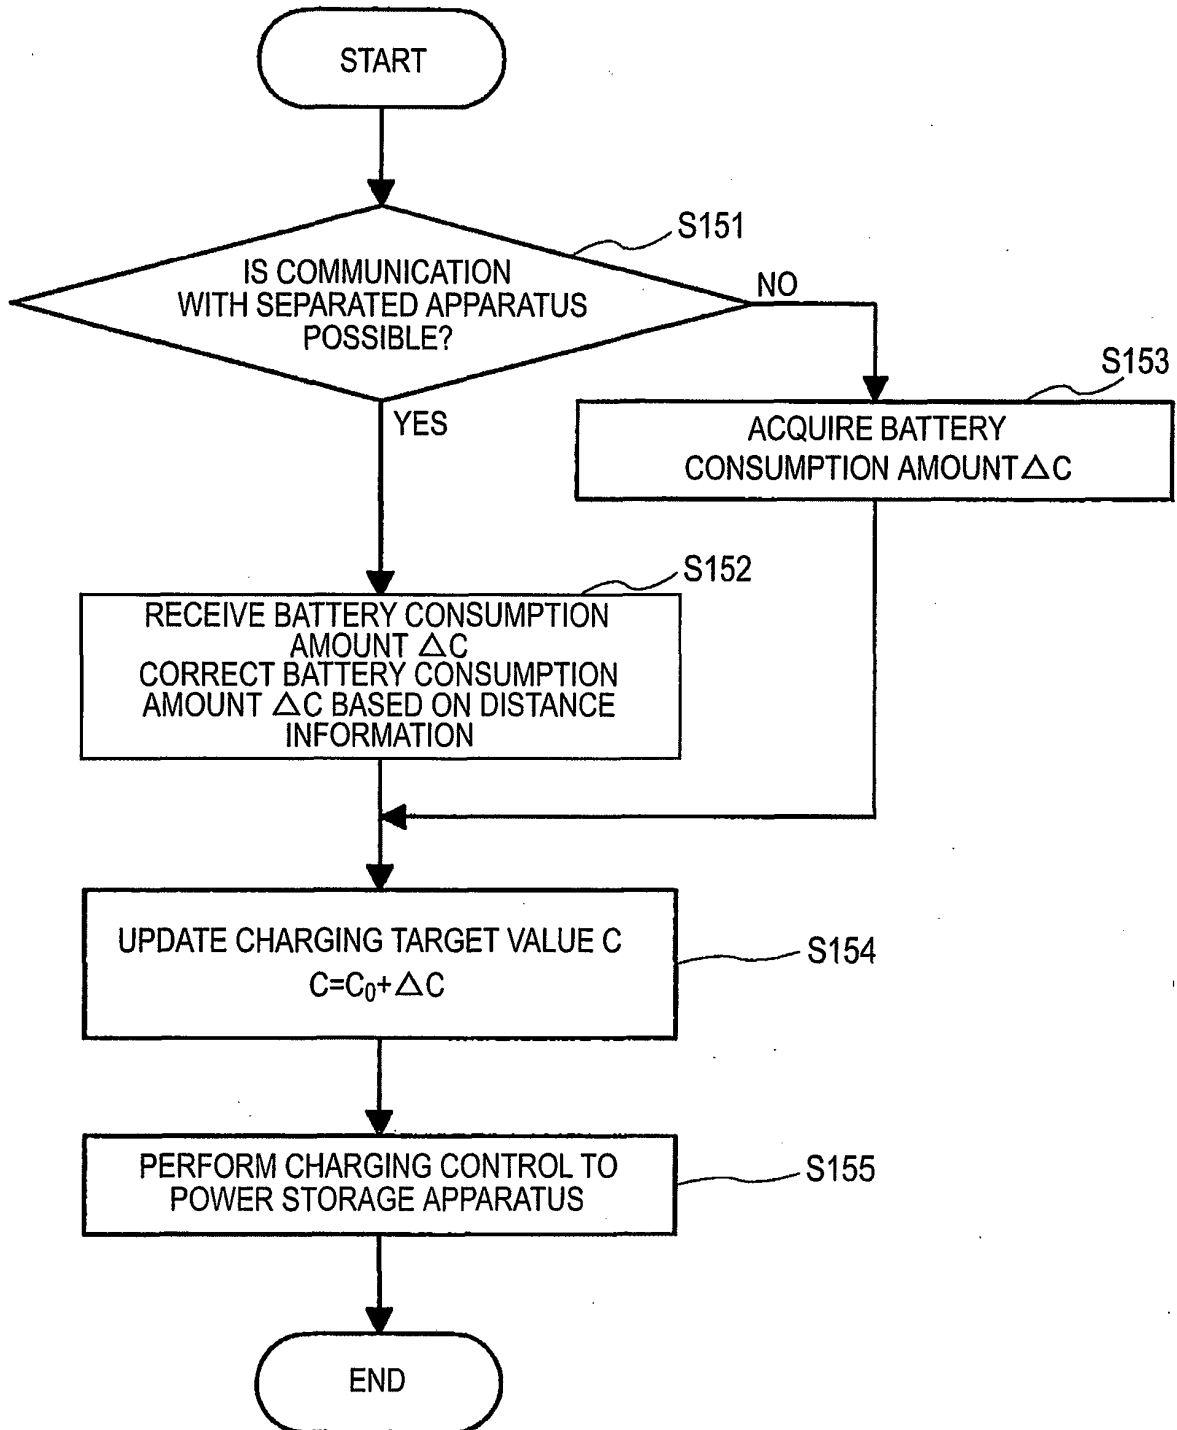 START
S151
IS COMMUNICATION
WITH SEPARATED APPARATUS
POSSIBLE?
NO
YES
S153
ACQUIRE BATTERY
CONSUMPTION AMOUNT △C
S152
RECEIVE BATTERY CONSUMPTION
AMOUNT △C
CORRECT BATTERY CONSUMPTION
AMOUNT △C BASED ON DISTANCE
INFORMATION
UPDATE CHARGING TARGET VALUE C
C=C₀+△C
S154
PERFORM CHARGING CONTROL TO
POWER STORAGE APPARATUS
S155
END